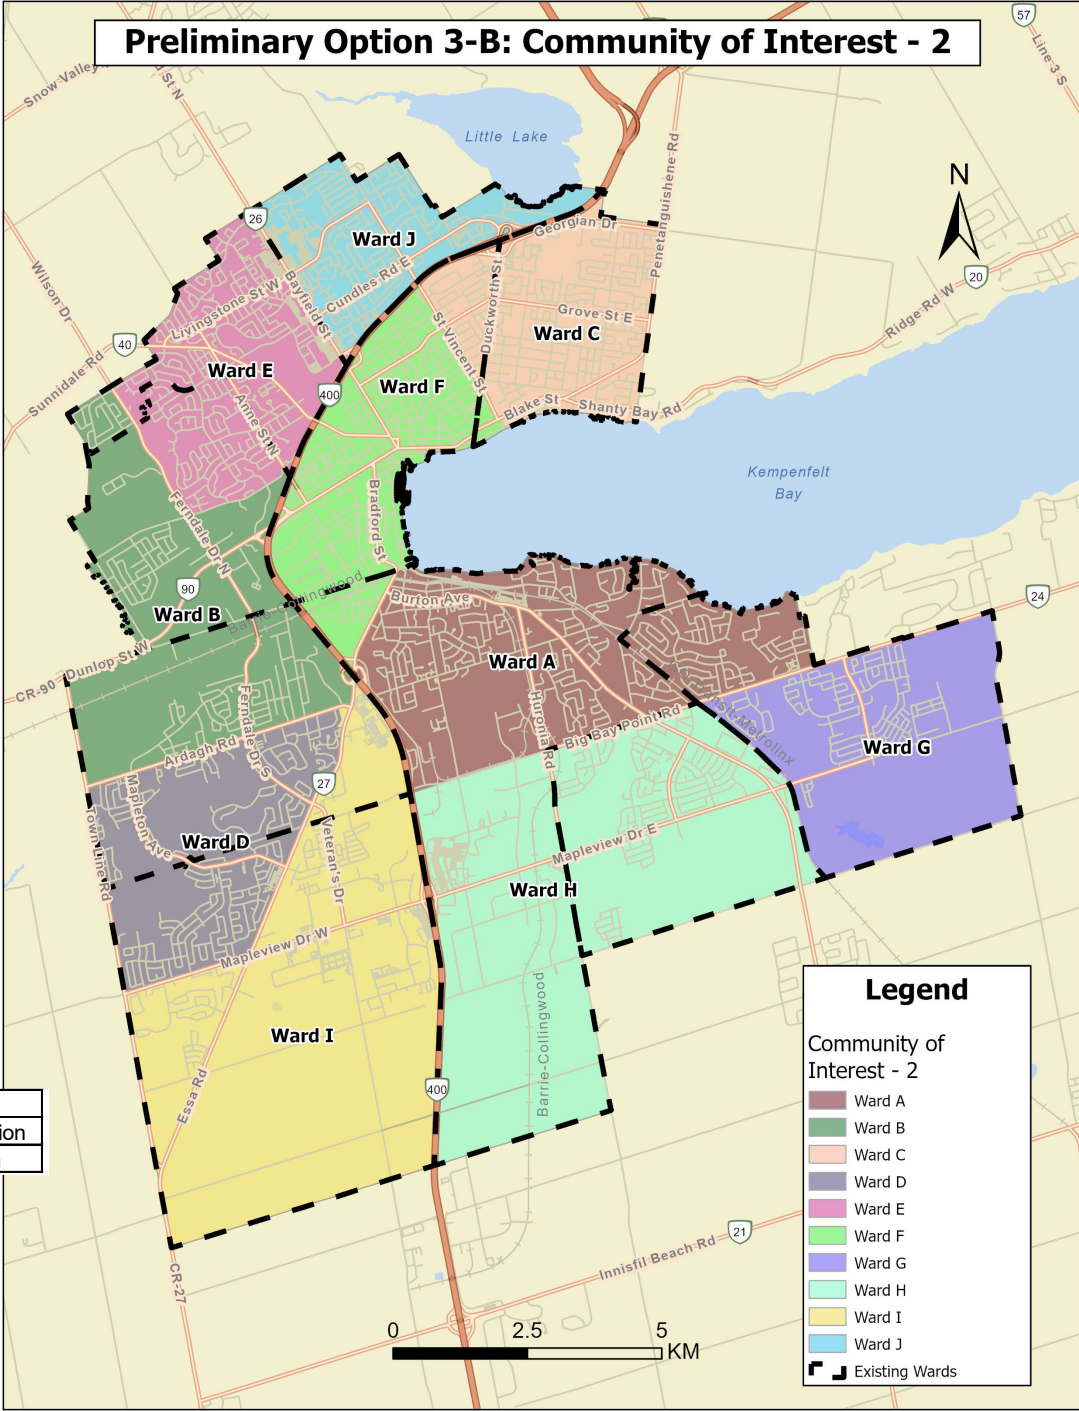 Preliminary Option 3-B: Community of Interest - 2
57
Line 3 S
Snow Valley
d St N
Little Lake
Penetanguishene Rd
N
26
Ward J
Georgian Dr
20
Wilson Dr
Bayfield St
Cundles Rd E
Duckworth St
Livingstone St W
Grove St E
Ridge Rd W
40
St Vincent St
Ward C
Sunnidale Rd
Ward E
Ward F
400
Anne St N
Blake St
Shanty Bay Rd
Kempenfelt
Bay
Ferndale Dr N
Bradford St
90
Barrie-Collingwood
Burton Ave
24
Ward B
CR-90
Dunlop St W
Ward A
Ferndale Dr S
Huronia Rd
Big Bay Point Rd
Ardagh Rd
Ward G
27
Mapleton Ave
Town Line Rd
Ward D
Veteran's Dr
Mapleview Dr E
Ward H
Mapleview Dr W
Ward I
Barrie-Collingwood
Essa Rd
400
ion
21
Innisfil Beach Rd
CR-27
0 2.5 5
KM
Legend
Community of
Interest - 2
Ward A
Ward B
Ward C
Ward D
Ward E
Ward F
Ward G
Ward H
Ward I
Ward J
Existing Wards